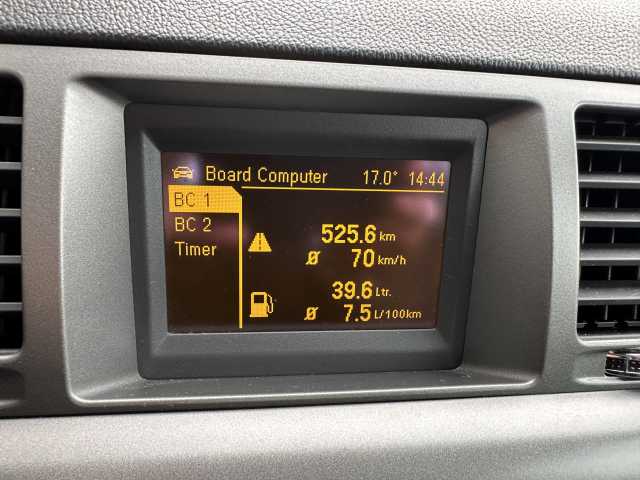 Board Computer 17.0° 14:44
BC 1
BC 2
Timer
525.6 km
Ø 70 km/h
39.6 Ltr.
Ø 7.5 L/100km